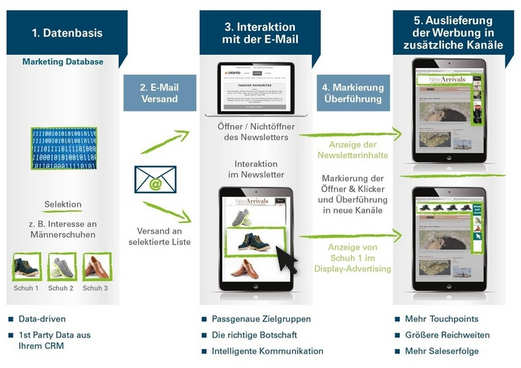 1. Datenbasis
Marketing Database
Selektion
z. B. Interesse an
Männerschuhen
Schuh 1
Schuh 2
Schuh 3
Data-driven
1st Party Data aus
Ihrem CRM
2. E-Mail
Versand
@
Versand an
selektierte Liste
3. Interaktion
mit der E-Mail
Öffner / Nichtöffner
des Newsletters
Interaktion
im Newsletter
New Arrivals
Passgenaue Zielgruppen
Die richtige Botschaft
Intelligente Kommunikation
4. Markierung
Überführung
Anzeige der
Newsletterinhalte
Markierung der
Öffner & Klicker
und Überführung
in neue Kanäle
Anzeige von
Schuh 1 im
Display-Advertising
5. Auslieferung
der Werbung in
zusätzliche Kanäle
New Arrivals
Mehr Touchpoints
Größere Reichweiten
Mehr Saleserfolge